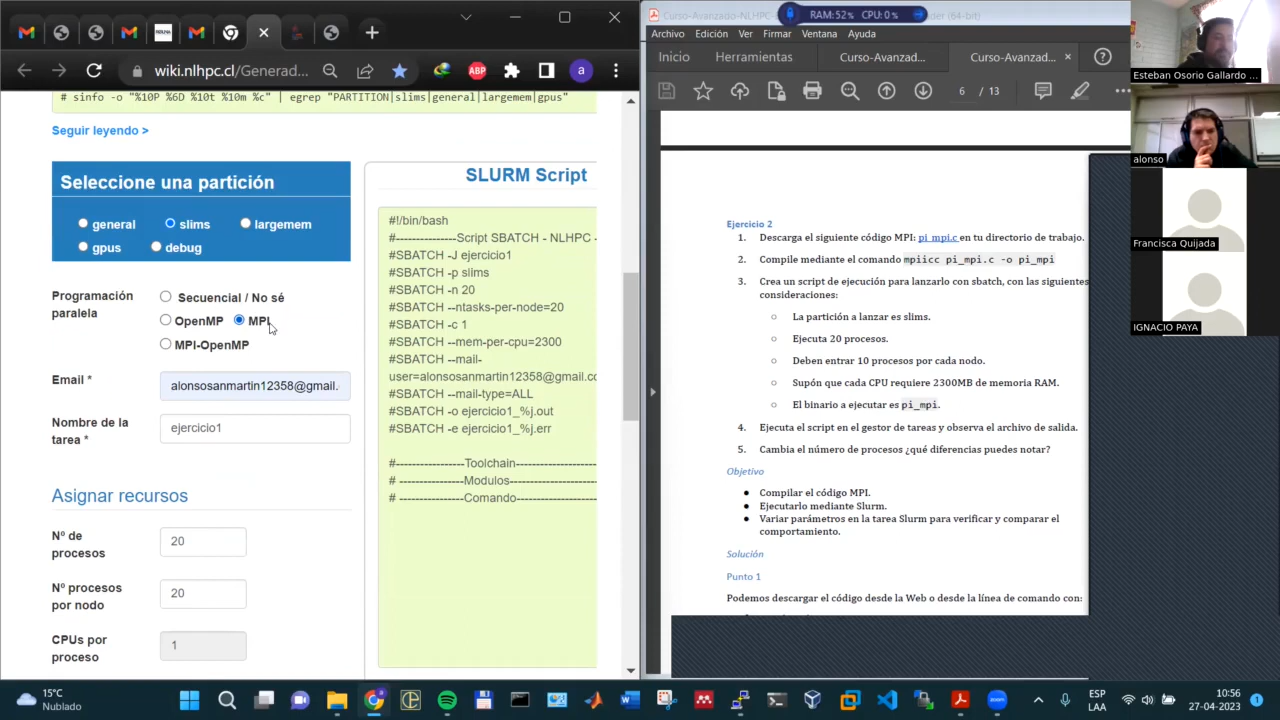 wiki.nlhpc.cl/Generad...
ABP
a
# sinfo -o "%10P %6D %10t %10m %c" | egrep "PARTITION|slims|general|largemem|gpus"
Seguir leyendo >
Seleccione una partición
general slims largemem
gpus debug
Programación paralela
Secuencial / No sé
OpenMP MPI
MPI-OpenMP
Email *
alonsosanmartin12358@gmail.
Nombre de la tarea *
ejercicio1
Asignar recursos
Nº de procesos
20
Nº procesos por nodo
20
CPUs por proceso
1
SLURM Script
#!/bin/bash
#---------------Script SBATCH - NLHPC -
#SBATCH -J ejercicio1
#SBATCH -p slims
#SBATCH -n 20
#SBATCH --ntasks-per-node=20
#SBATCH -c 1
#SBATCH --mem-per-cpu=2300
#SBATCH --mail-
user=alonsosanmartin12358@gmail.co
#SBATCH --mail-type=ALL
#SBATCH -o ejercicio1_%j.out
#SBATCH -e ejercicio1_%j.err
#-----------------Toolchain---------------
# ----------------Modulos----------------
# ----------------Comando--------------
Curso-Avanzado-NLHPC
RAM:52% CPU: 0%
(64-bit)
Archivo Edición Ver Firmar Ventana Ayuda
Inicio Herramientas Curso-Avanzad... Curso-Avanzad... ×
6 / 13
Ejercicio 2
1. Descarga el siguiente código MPI: pi_mpi.c en tu directorio de trabajo.
2. Compile mediante el comando mpiicc pi_mpi.c -o pi_mpi
3. Crea un script de ejecución para lanzarlo con sbatch, con las siguientes
consideraciones:
○ La partición a lanzar es slims.
○ Ejecuta 20 procesos.
○ Deben entrar 10 procesos por cada nodo.
○ Supón que cada CPU requiere 2300MB de memoria RAM.
○ El binario a ejecutar es pi_mpi.
4. Ejecuta el script en el gestor de tareas y observa el archivo de salida.
5. Cambia el número de procesos ¿qué diferencias puedes notar?
Objetivo
● Compilar el código MPI.
● Ejecutarlo mediante Slurm.
● Variar parámetros en la tarea Slurm para verificar y comparar el
comportamiento.
Solución
Punto 1
Podemos descargar el código desde la Web o desde la línea de comando con:
Esteban Osorio Gallardo ...
alonso
Francisca Quijada
IGNACIO PAYA
15°C
Nublado
ESP
LAA
10:56
27-04-2023
1